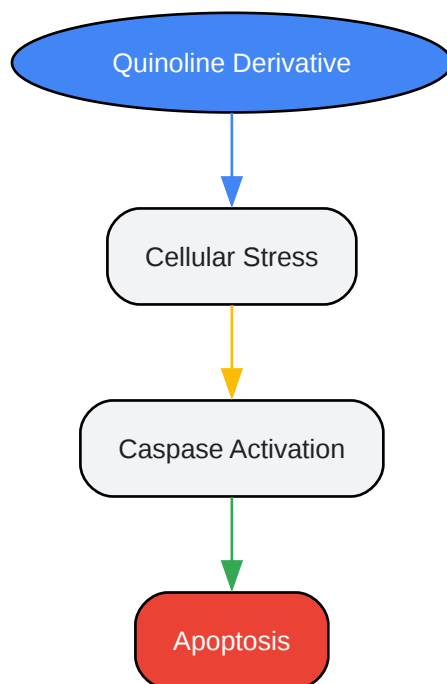 Quinoline Derivative
Cellular Stress
Caspase Activation
Apoptosis